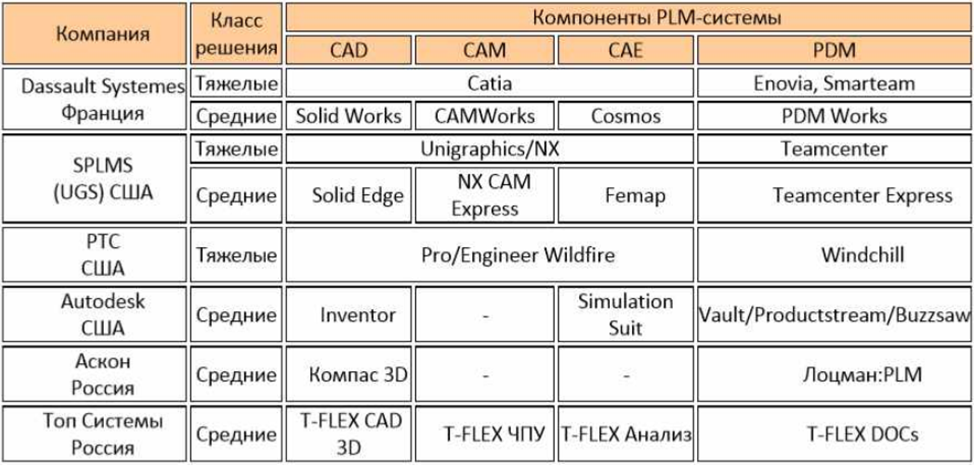 Компания
Класс
решения
Компоненты PLM-системы
CAD
CAM
CAE
PDM
Dassault Systemes
Франция
Тяжелые
Catia
Enovia, Smarteam
Средние
Solid Works
CAMWorks
Cosmos
PDM Works
SPLMS
(UGS) США
Тяжелые
Unigraphics/NX
Teamcenter
Средние
Solid Edge
NX CAM
Express
Femap
Teamcenter Express
PTC
США
Тяжелые
Pro/Engineer Wildfire
Windchill
Autodesk
США
Средние
Inventor
-
Simulation
Suit
Vault/Productstream/Buzzsaw
Аскон
Россия
Средние
Компас 3D
-
-
Лоцман:PLM
Топ Системы
Россия
Средние
T-FLEX CAD
3D
T-FLEX ЧПУ
T-FLEX Анализ
T-FLEX DOCs